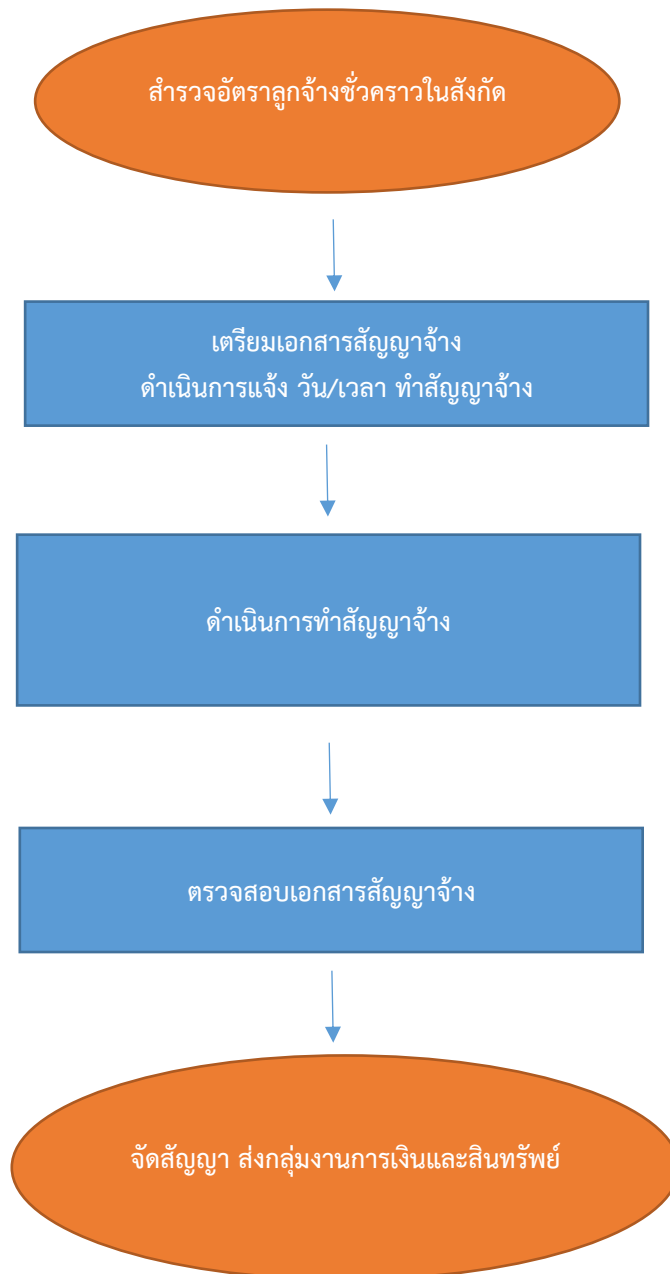 สำรวจอัตราลูกจ้างชั่วคราวในสังกัด
เตรียมเอกสารสัญญาจ้าง
ดำเนินการแจ้ง วัน/เวลา ทำสัญญาจ้าง
ดำเนินการทำสัญญาจ้าง
ตรวจสอบเอกสารสัญญาจ้าง
จัดสัญญา ส่งกลุ่มงานการเงินและสินทรัพย์